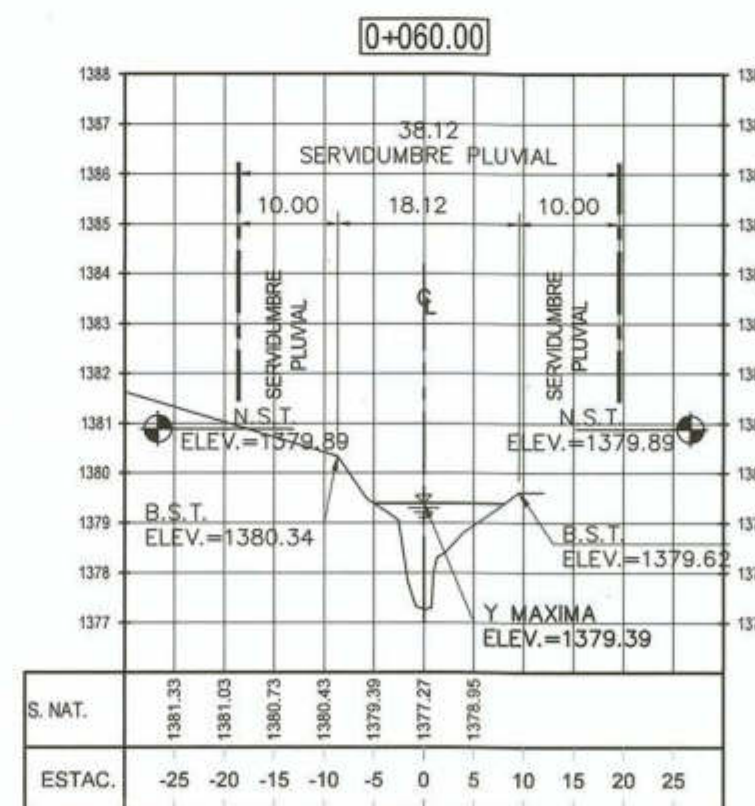 0+060.00
1388
1387
1386
1385
1384
1383
1382
1381
1380
1379
1378
1377
38.12
SERVIDUMBRE PLUVIAL
10.00 18.12 10.00
SERVIDUMBRE
PLUVIAL
SERVIDUMBRE
PLUVIAL
℄
N.S.T.
ELEV.=1379.89
N.S.T.
ELEV.=1379.89
B.S.T.
ELEV.=1380.34
B.S.T.
ELEV.=1379.62
Y MAXIMA
ELEV.=1379.39
S. NAT. 1381.33 1381.03 1380.73 1380.43 1379.39 1377.27 1378.95
ESTAC. -25 -20 -15 -10 -5 0 5 10 15 20 25